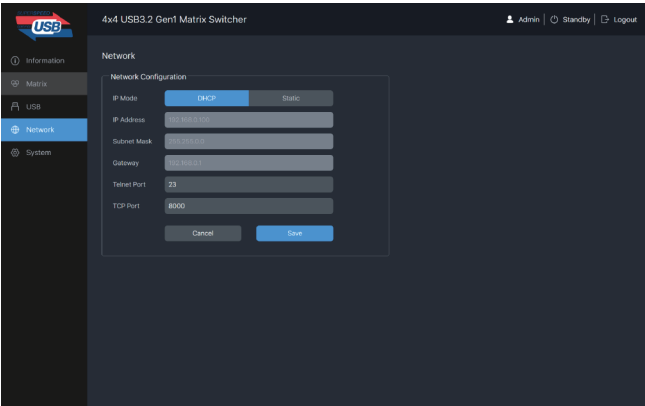 USB
4x4 USB3.2 Gen1 Matrix Switcher
Admin
Standby
Logout
Information
Matrix
USB
Network
System
Network
Network Configuration
IP Mode DHCP Static
IP Address
Subnet Mask
Gateway
Telnet Port 23
TCP Port 8000
Cancel Save